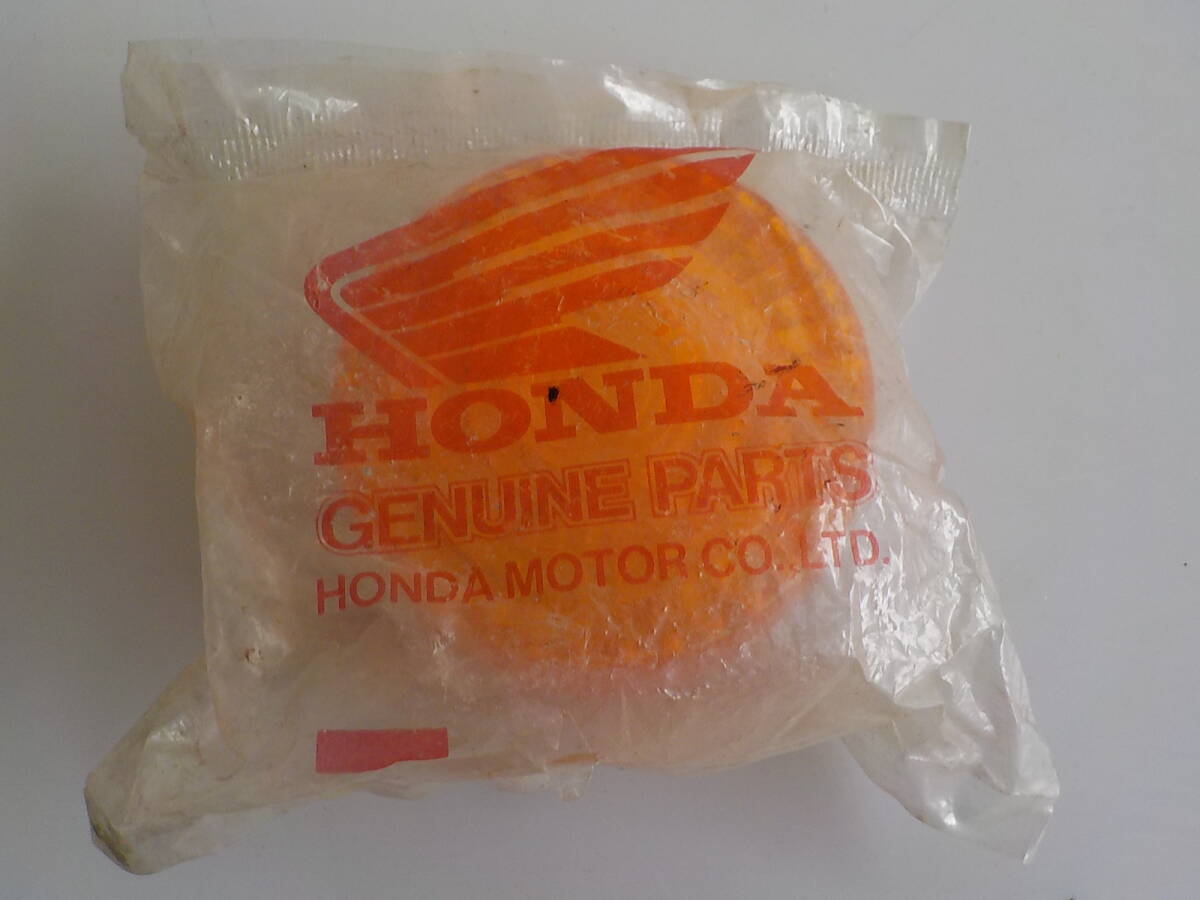 HONDA
GENUINE PARTS
HONDA MOTOR CO., LTD.